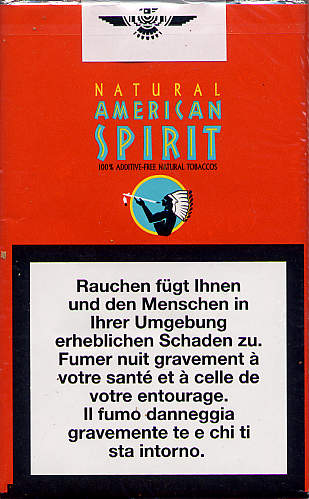 NATURAL
AMERICAN
SPIRIT
100% ADDITIVE-FREE NATURAL TOBACCOS
Rauchen fügt Ihnen
und den Menschen in
Ihrer Umgebung
erheblichen Schaden zu.
Fumer nuit gravement à
votre santé et à celle de
votre entourage.
Il fumo danneggia
gravemente te e chi ti
sta intorno.